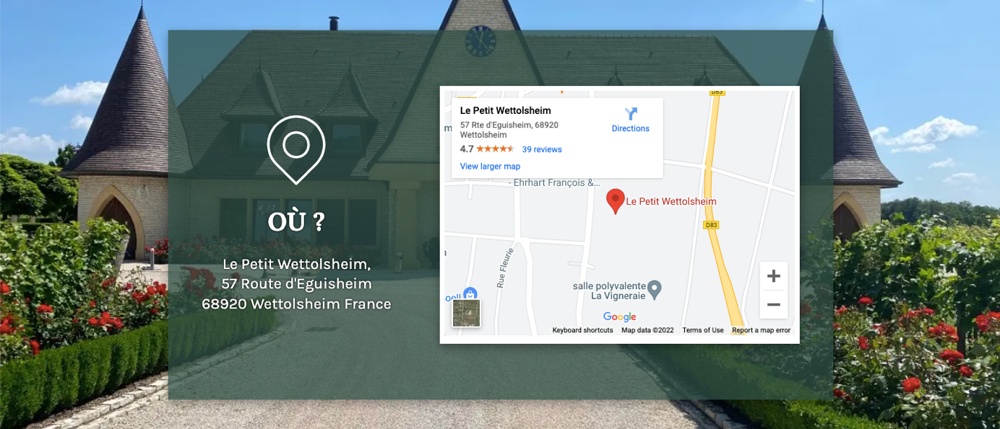 OÙ ?
Le Petit Wettolsheim,
57 Route d'Eguisheim
68920 Wettolsheim France
D83
Le Petit Wettolsheim
57 Rte d'Eguisheim, 68920
Wettolsheim
4.7
39 reviews
Directions
View larger map
- Ehrhart François &...
Le Petit Wettolsheim
D83
Rue Fleurie
salle polyvalente
La Vigneraie
Google
Keyboard shortcuts
Map data ©2022
Terms of Use
Report a map error